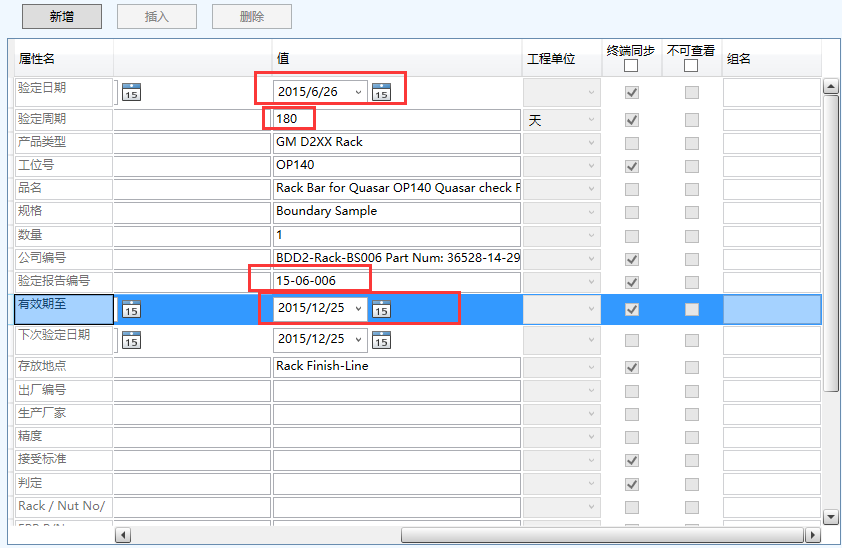 新增 插入 删除
属性名 值 工程单位 终端同步 不可查看 组名
验定日期 15 2015/6/26 15
验定周期 180 天
产品类型 GM D2XX Rack
工位号 OP140
品名 Rack Bar for Quasar OP140 Quasar check
规格 Boundary Sample
数量 1
公司编号 BDD2-Rack-BS006 Part Num: 36528-14-29
验定报告编号 15-06-006
有效期至 15 2015/12/25 15
下次验定日期 15 2015/12/25 15
存放地点 Rack Finish-Line
出厂编号
生产厂家
精度
接受标准
判定
Rack / Nut No/